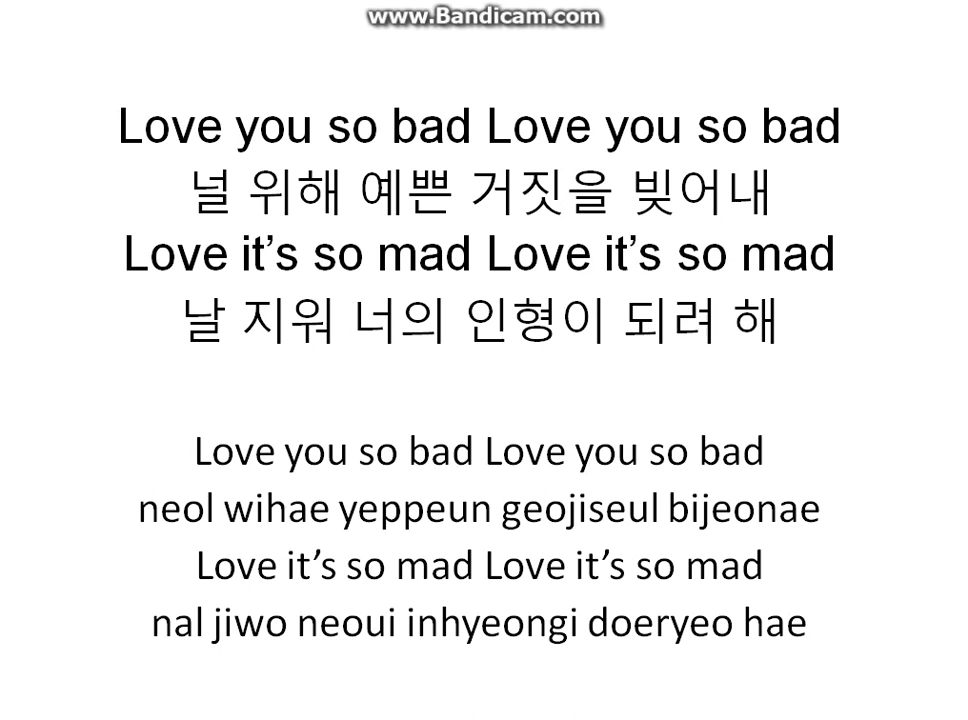 www.Bandicam.com
Love you so bad Love you so bad
널 위해 예쁜 거짓을 빚어내
Love it’s so mad Love it’s so mad
날 지워 너의 인형이 되려 해
Love you so bad Love you so bad
neol wihae yeppeun geojiseul bijeonae
Love it’s so mad Love it’s so mad
nal jiwo neoui inhyeongi doeryeo hae